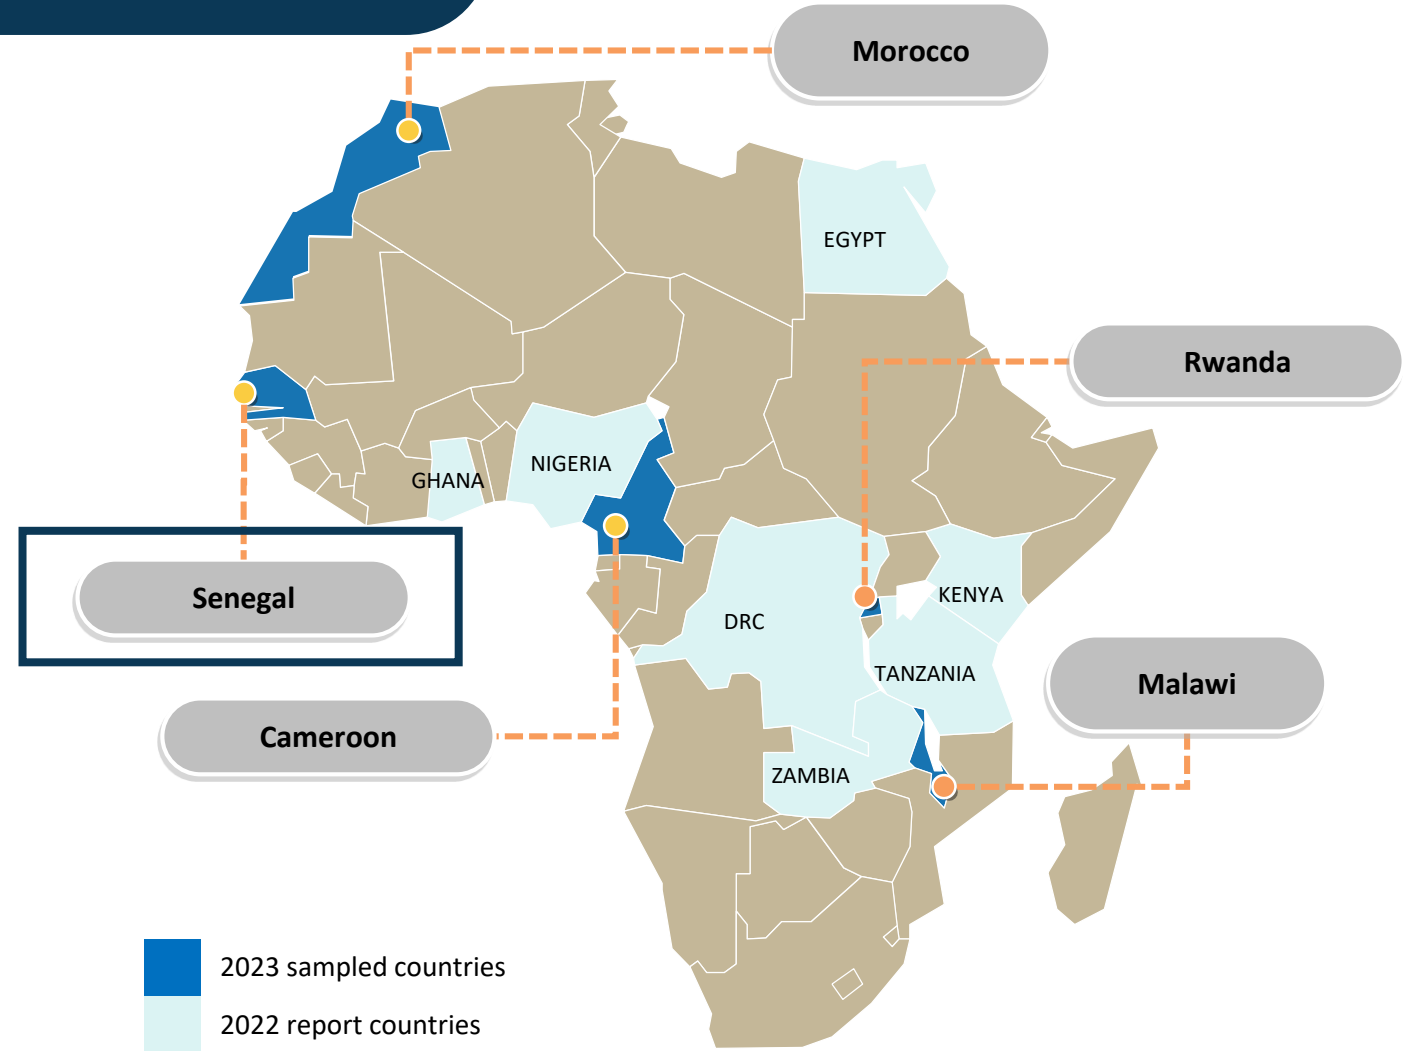 Morocco
EGYPT
Rwanda
NIGERIA
GHANA
Senegal
KENYA
DRC
TANZANIA
Malawi
Cameroon
ZAMBIA
2023 sampled countries
2022 report countries